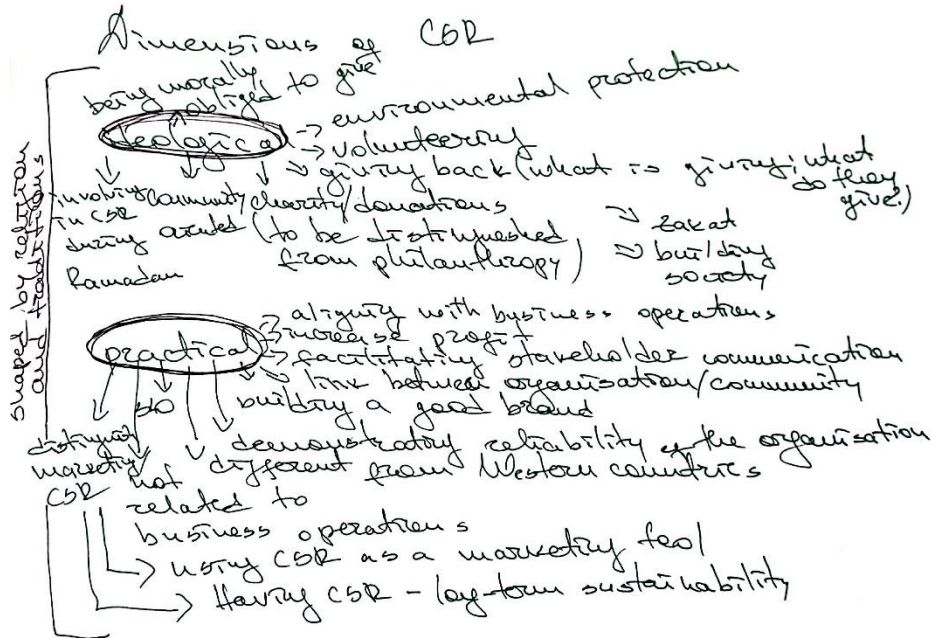 Dimensions of CSR
being morally obliged to give
teological
-> environmental protection
-> volunteering
-> giving back (what is giving; what do they give?)
-> zakat
-> building society
involving in CSR during Ramadan
community
charity/donations (to be distinguished from philanthropy)
shaped by religion and traditions
practical
-> aligning with business operations
-> increase profit
-> facilitating stakeholder communication
-> link between organisation/community
building a good brand
demonstrating reliability of the organisation
different from Western countries
distinguish marketing CSR
not related to business operations
-> using CSR as a marketing tool
-> Having CSR - long-term sustainability